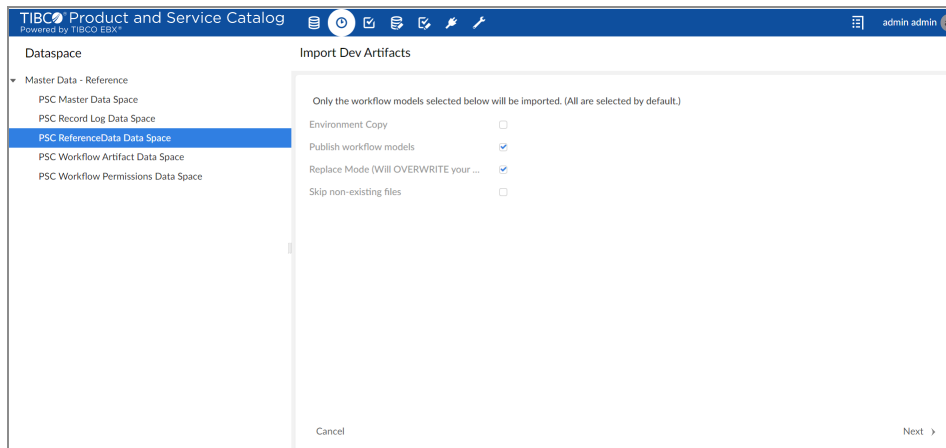 TIBCO® Product and Service Catalog
Powered by TIBCO EBX®
admin admin
Dataspace
Import Dev Artifacts
Master Data - Reference
PSC Master Data Space
PSC Record Log Data Space
PSC ReferenceData Data Space
PSC Workflow Artifact Data Space
PSC Workflow Permissions Data Space
Only the workflow models selected below will be imported. (All are selected by default.)
Environment Copy
Publish workflow models
Replace Mode (Will OVERWRITE your ...
Skip non-existing files
Cancel
Next